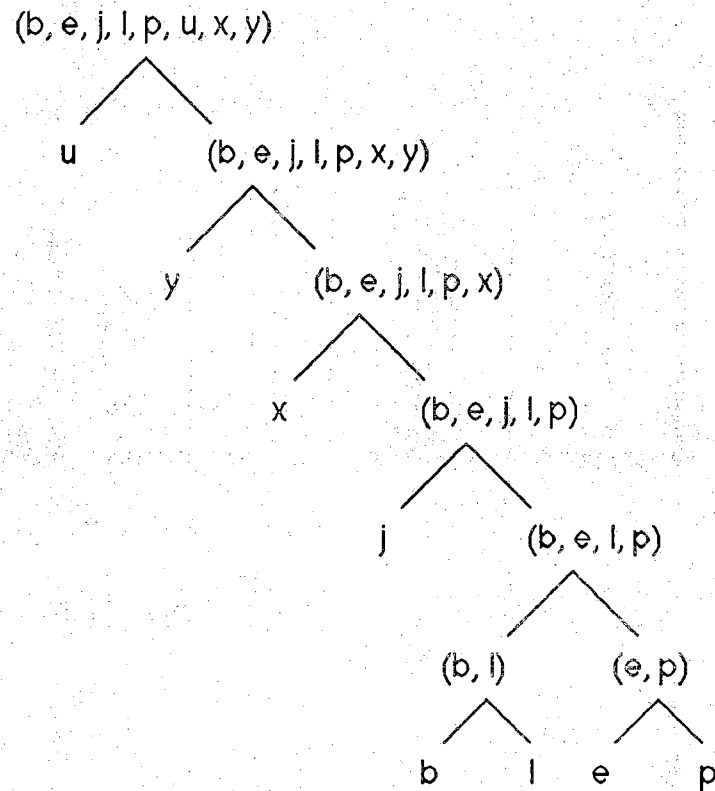 (b, e, j, l, p, u, x, y)
u (b, e, j, l, p, x, y)
y (b, e, j, l, p, x)
x (b, e, j, l, p)
j (b, e, l, p)
(b, l) (e, p)
b l e p